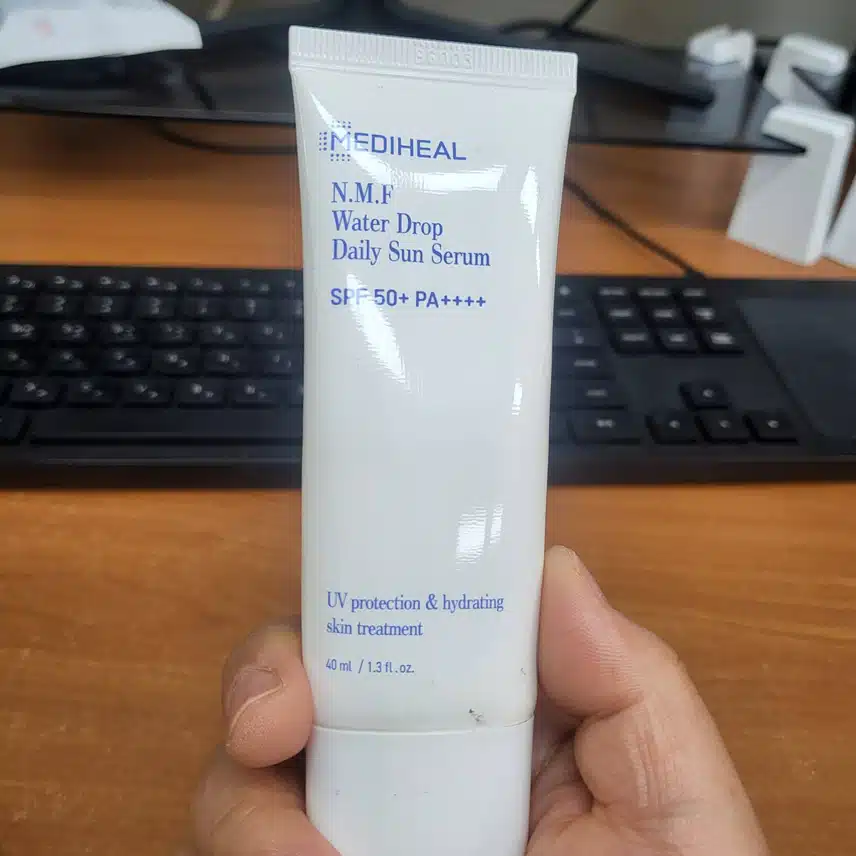 MEDIHEAL
N.M.F
Water Drop
Daily Sun Serum
SPF 50+ PA++++
UV protection & hydrating
skin treatment
40 ml / 1.3 fl.oz.